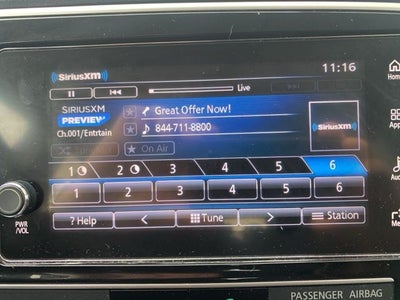 11:16
((SiriusXM))
Live
SIRIUSXM
Great Offer Now!
PREVIEW
844-711-8800
Ch.001/Entrtain
((SiriusXM))
On Air
1 2 3 4 5 6
1 2 3 4 5 6
? Help < Tune > Station
PWR
/VOL
Home
PASSENGER AIRBAG